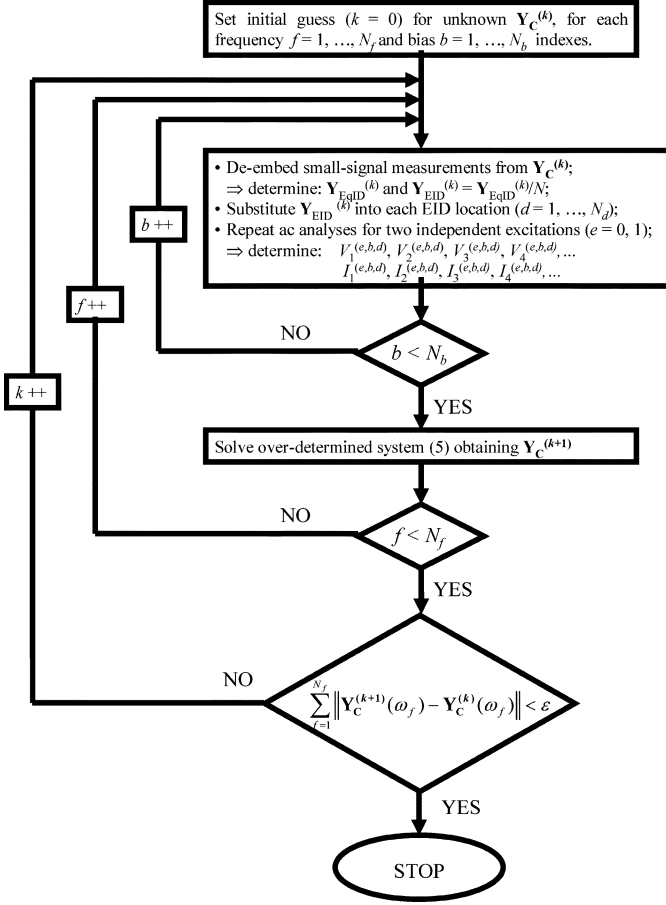 Set initial guess (k = 0) for unknown Y_C^(k), for each
frequency f = 1, …, N_f and bias b = 1, …, N_b indexes.
• De-embed small-signal measurements from Y_C^(k);
⇒ determine: Y_EqID^(k) and Y_EID^(k) = Y_EqID^(k)/N;
• Substitute Y_EID^(k) into each EID location (d = 1, …, N_d);
• Repeat ac analyses for two independent excitations (e = 0, 1);
⇒ determine: V_1^(e,b,d), V_2^(e,b,d), V_3^(e,b,d), V_4^(e,b,d),…
I_1^(e,b,d), I_2^(e,b,d), I_3^(e,b,d), I_4^(e,b,d),…
b ++
f ++
NO
b < N_b
k ++
YES
Solve over-determined system (5) obtaining Y_C^(k+1)
NO
f < N_f
YES
NO
∑_{f=1}^{N_f} ‖Y_C^(k+1)(ω_f) − Y_C^(k)(ω_f)‖ < ε
YES
STOP